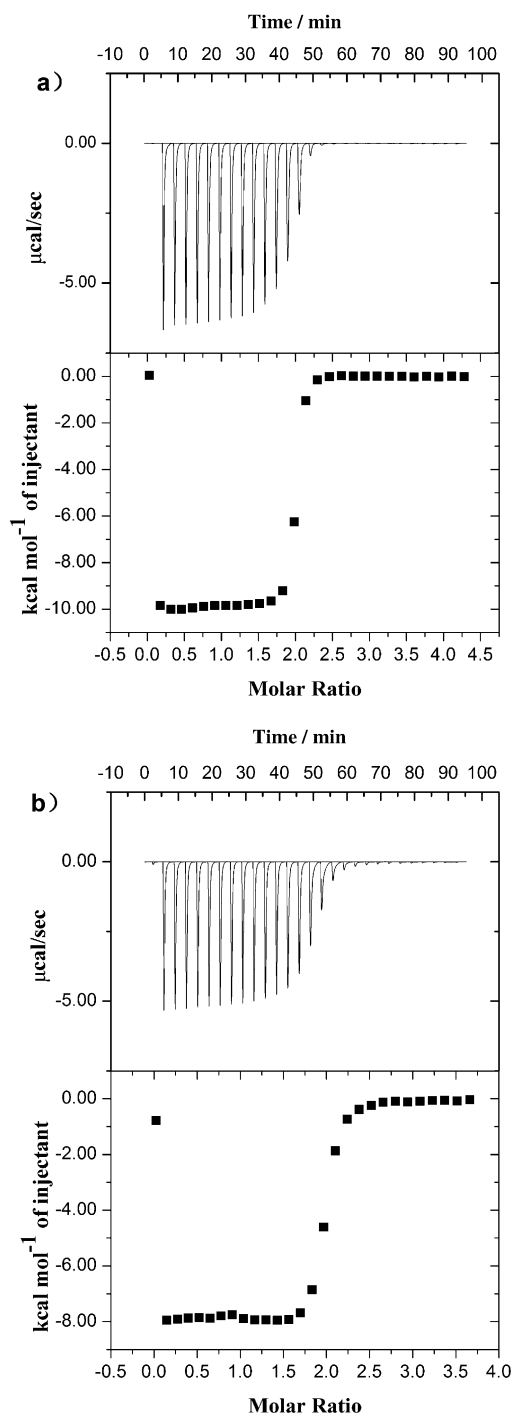 Time / min
-10 0 10 20 30 40 50 60 70 80 90 100
a)
0.00
-5.00
μcal/sec
0.00
-2.00
-4.00
-6.00
-8.00
-10.00
kcal mol-1 of injectant
-0.5 0.0 0.5 1.0 1.5 2.0 2.5 3.0 3.5 4.0 4.5
Molar Ratio
Time / min
-10 0 10 20 30 40 50 60 70 80 90 100
b)
0.00
-5.00
μcal/sec
0.00
-2.00
-4.00
-6.00
-8.00
kcal mol-1 of injectant
-0.5 0.0 0.5 1.0 1.5 2.0 2.5 3.0 3.5 4.0
Molar Ratio